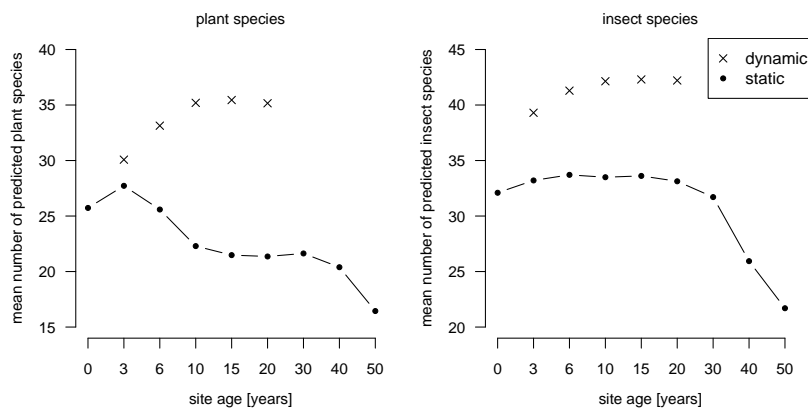 plant species
mean number of predicted plant species
40
35
30
25
20
15
0 3 6 10 15 20 30 40 50
site age [years]
insect species
mean number of predicted insect species
45
40
35
30
25
20
0 3 6 10 15 20 30 40 50
site age [years]
dynamic
static